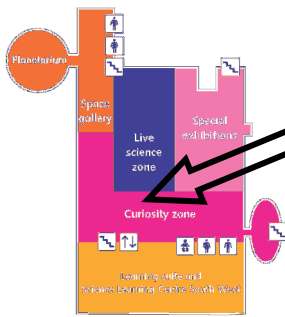 Planetarium
Space
gallery
Live
science
zone
Special
exhibitions
Curiosity zone
Learning suite and
Science Learning Centre South West